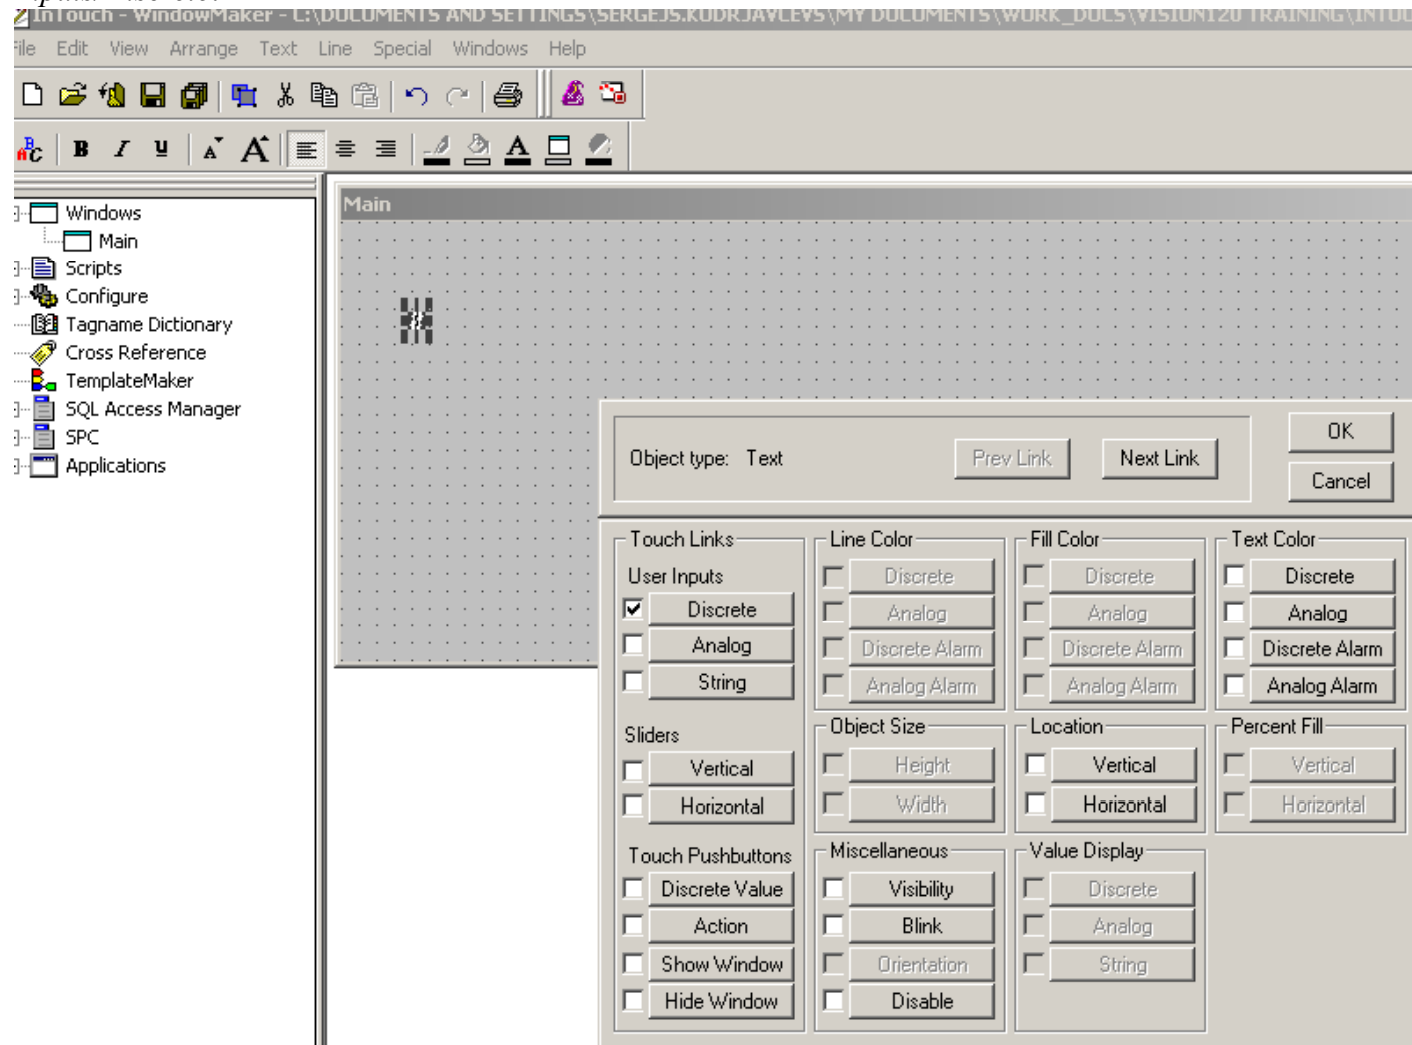 Inputs/Discrete.
InTouch - WindowMaker - C:\DOCUMENTS AND SETTINGS\SERGEJS.KUDRJAVCEVS\MY DOCUMENTS\WORK_DOCS\VISION120 TRAINING\INTOUC
File Edit View Arrange Text Line Special Windows Help
A B C B I U A A A
Windows
Main
Scripts
Configure
Tagname Dictionary
Cross Reference
TemplateMaker
SQL Access Manager
SPC
Applications
Main
#
Object type: Text Prev Link Next Link OK
Cancel
Touch Links
User Inputs
Discrete
Analog
String
Sliders
Vertical
Horizontal
Touch Pushbuttons
Discrete Value
Action
Show Window
Hide Window
Line Color
Discrete
Analog
Discrete Alarm
Analog Alarm
Object Size
Height
Width
Miscellaneous
Visibility
Blink
Orientation
Disable
Fill Color
Discrete
Analog
Discrete Alarm
Analog Alarm
Location
Vertical
Horizontal
Value Display
Discrete
Analog
String
Text Color
Discrete
Analog
Discrete Alarm
Analog Alarm
Percent Fill
Vertical
Horizontal